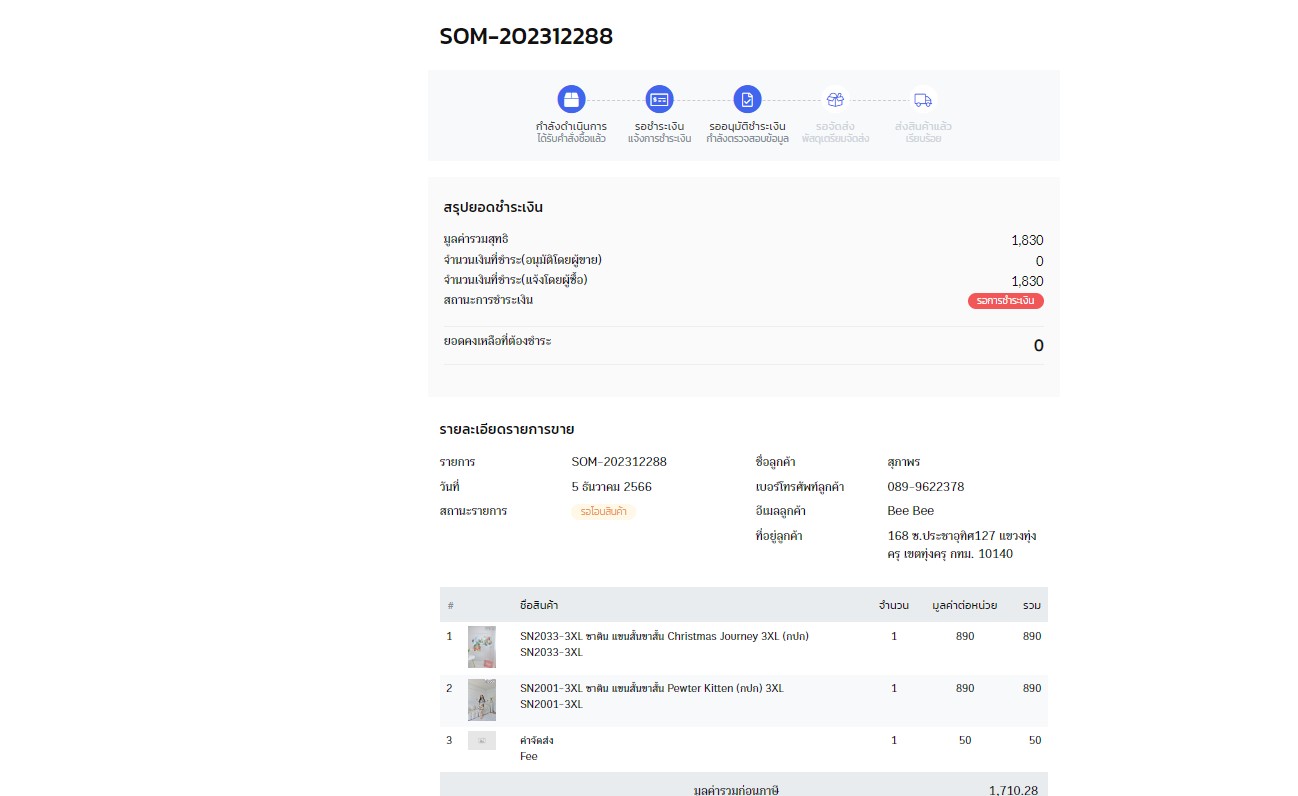 SOM-202312288
กำลังดำเนินการ
ได้รับคำสั่งซื้อแล้ว
รอชำระเงิน
แจ้งการชำระเงิน
รออนุมัติชำระเงิน
กำลังตรวจสอบข้อมูล
รอจัดส่ง
พัสดุเตรียมจัดส่ง
ส่งสินค้าแล้ว
เรียบร้อย
สรุปยอดชำระเงิน
มูลค่ารวมสุทธิ 1,830
จำนวนเงินที่ชำระ(อนุมัติโดยผู้ขาย) 0
จำนวนเงินที่ชำระ(แจ้งโดยผู้ซื้อ) 1,830
สถานะการชำระเงิน รอการชำระเงิน
ยอดคงเหลือที่ต้องชำระ 0
รายละเอียดรายการขาย
รายการ SOM-202312288 ชื่อลูกค้า สุภาพร
วันที่ 5 ธันวาคม 2566 เบอร์โทรศัพท์ลูกค้า 089-9622378
สถานะรายการ รอโอนสินค้า อีเมลลูกค้า Bee Bee
ที่อยู่ลูกค้า 168 ซ.ประชาอุทิศ127 แขวงทุ่ง
ครุ เขตทุ่งครุ กทม. 10140
# ชื่อสินค้า จำนวน มูลค่าต่อหน่วย รวม
1 SN2033-3XL ซาติน แขนสั้นขาสั้น Christmas Journey 3XL (กปก) 1 890 890
SN2033-3XL
2 SN2001-3XL ซาติน แขนสั้นขาสั้น Pewter Kitten (กปก) 3XL 1 890 890
SN2001-3XL
3 ค่าจัดส่ง 1 50 50
Fee
มูลค่ารวมก่อนภาษี 1,710.28